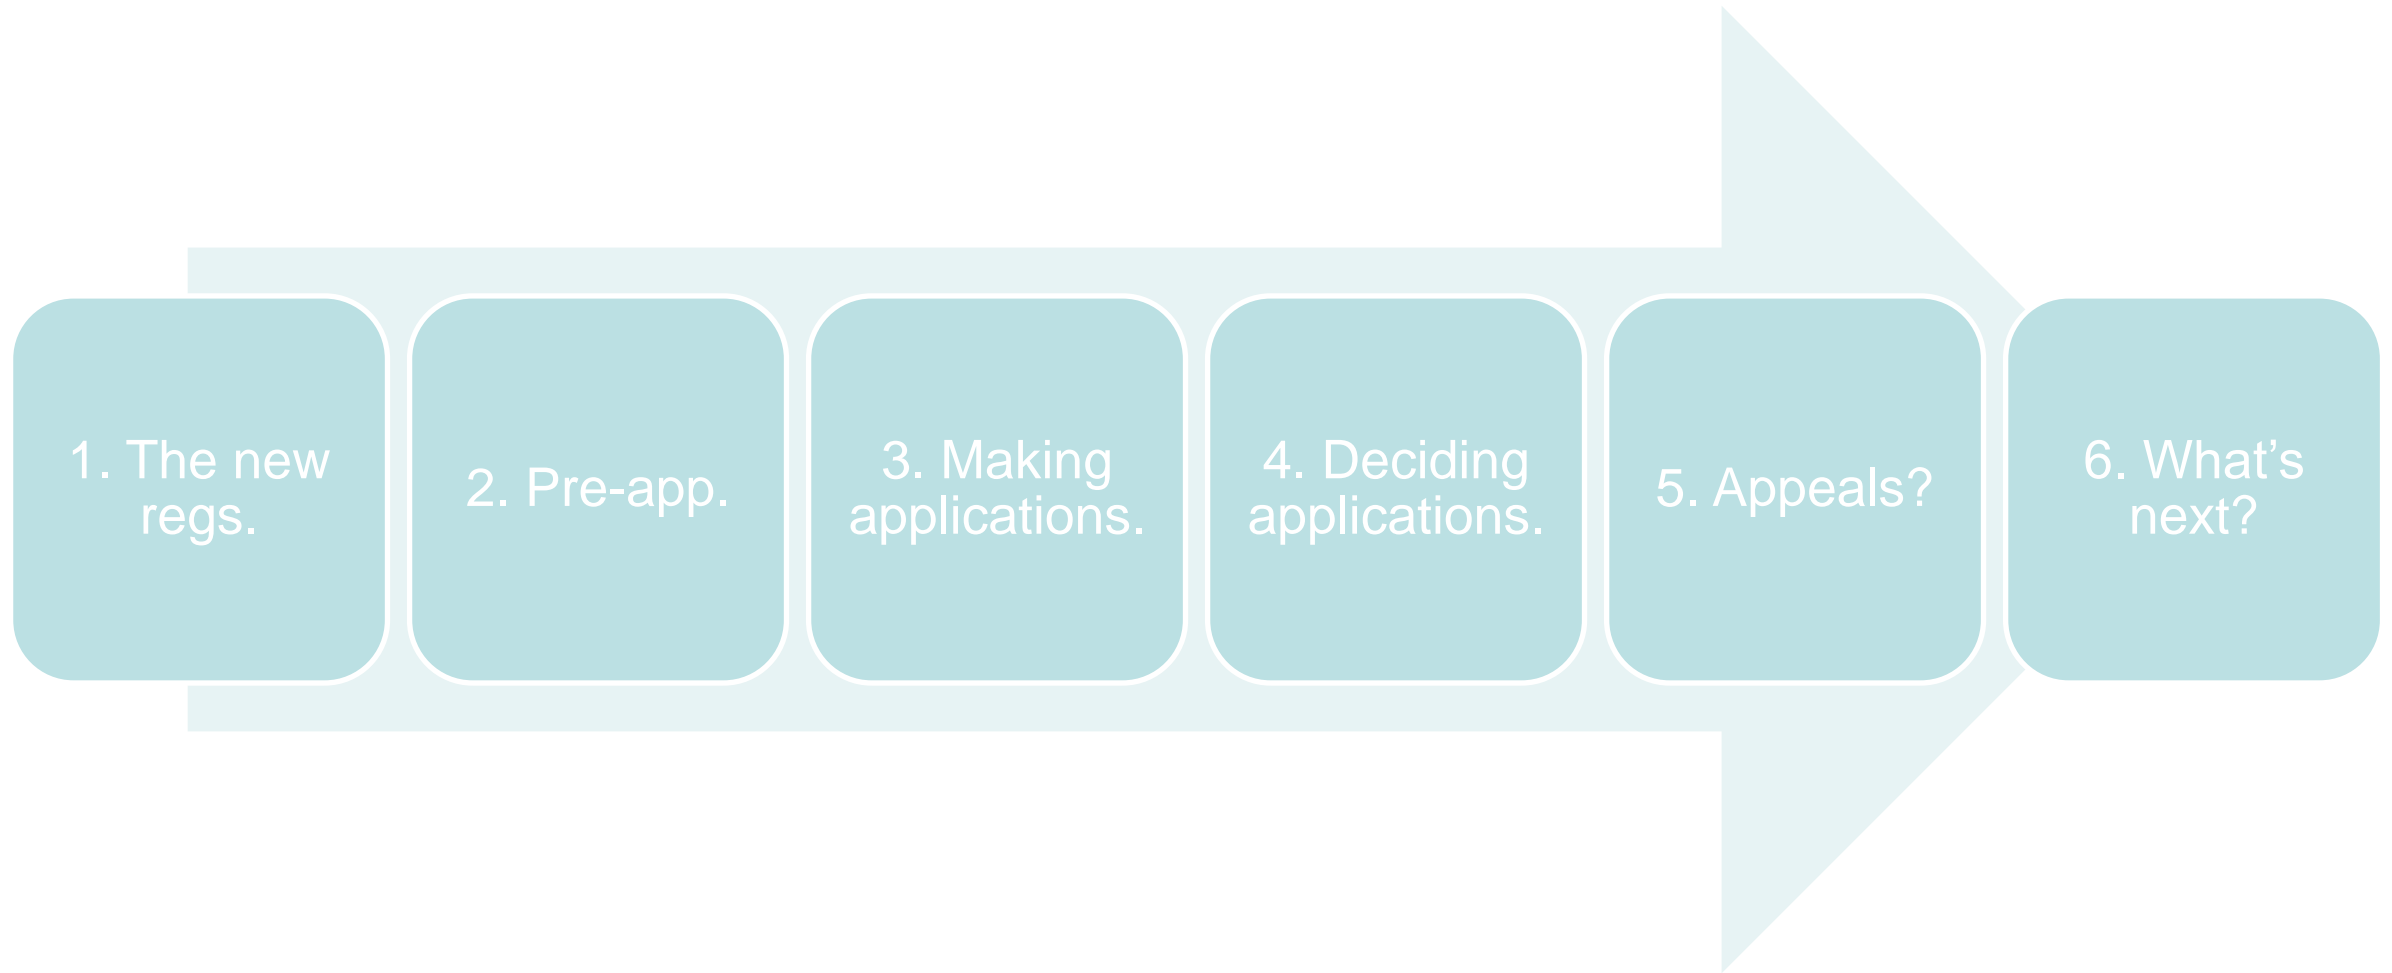 1. The new
regs.
2. Pre-app.
3. Making
applications.
4. Deciding
applications.
5. Appeals?
6. What’s
next?